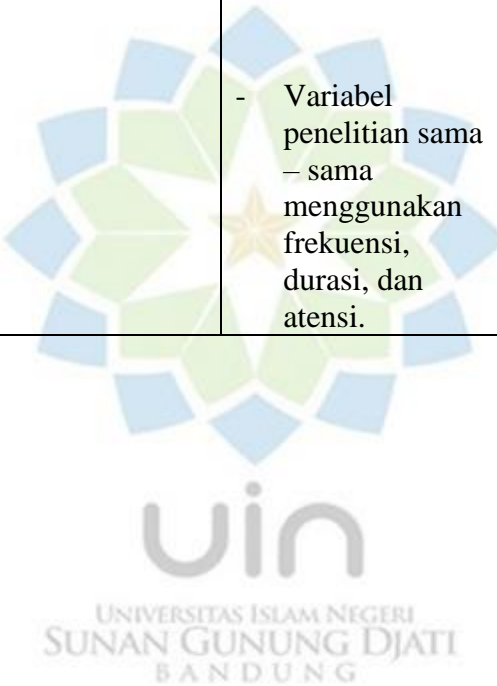 - Variabel
penelitian sama
– sama
menggunakan
frekuensi,
durasi, dan
atensi.
uin
UNIVERSITAS ISLAM NEGERI
SUNAN GUNUNG DJATI
BANDUNG